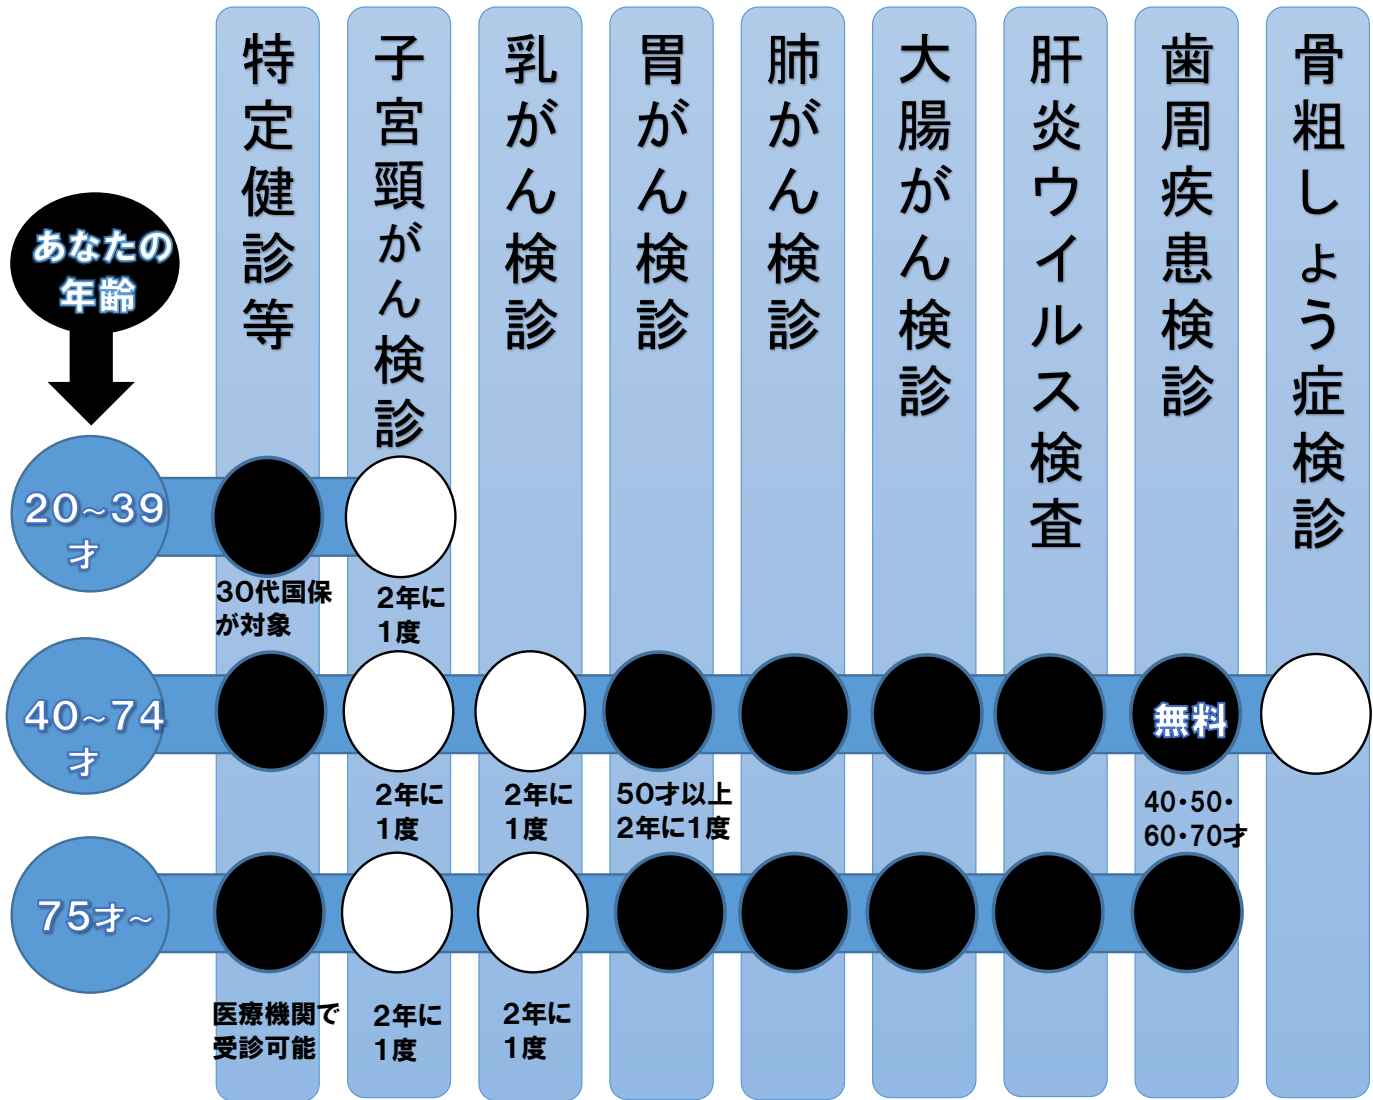 特定健診等
子宮頸がん検診
乳がん検診
胃がん検診
肺がん検診
大腸がん検診
肝炎ウイルス検査
歯周疾患検診
骨粗しょう症検診
あなたの
年齢
20~39
才
30代国保
が対象
2年に
1度
40~74
才
無料
2年に
1度
2年に
1度
50才以上
2年に1度
40・50・
60・70才
75才~
医療機関で
受診可能
2年に
1度
2年に
1度